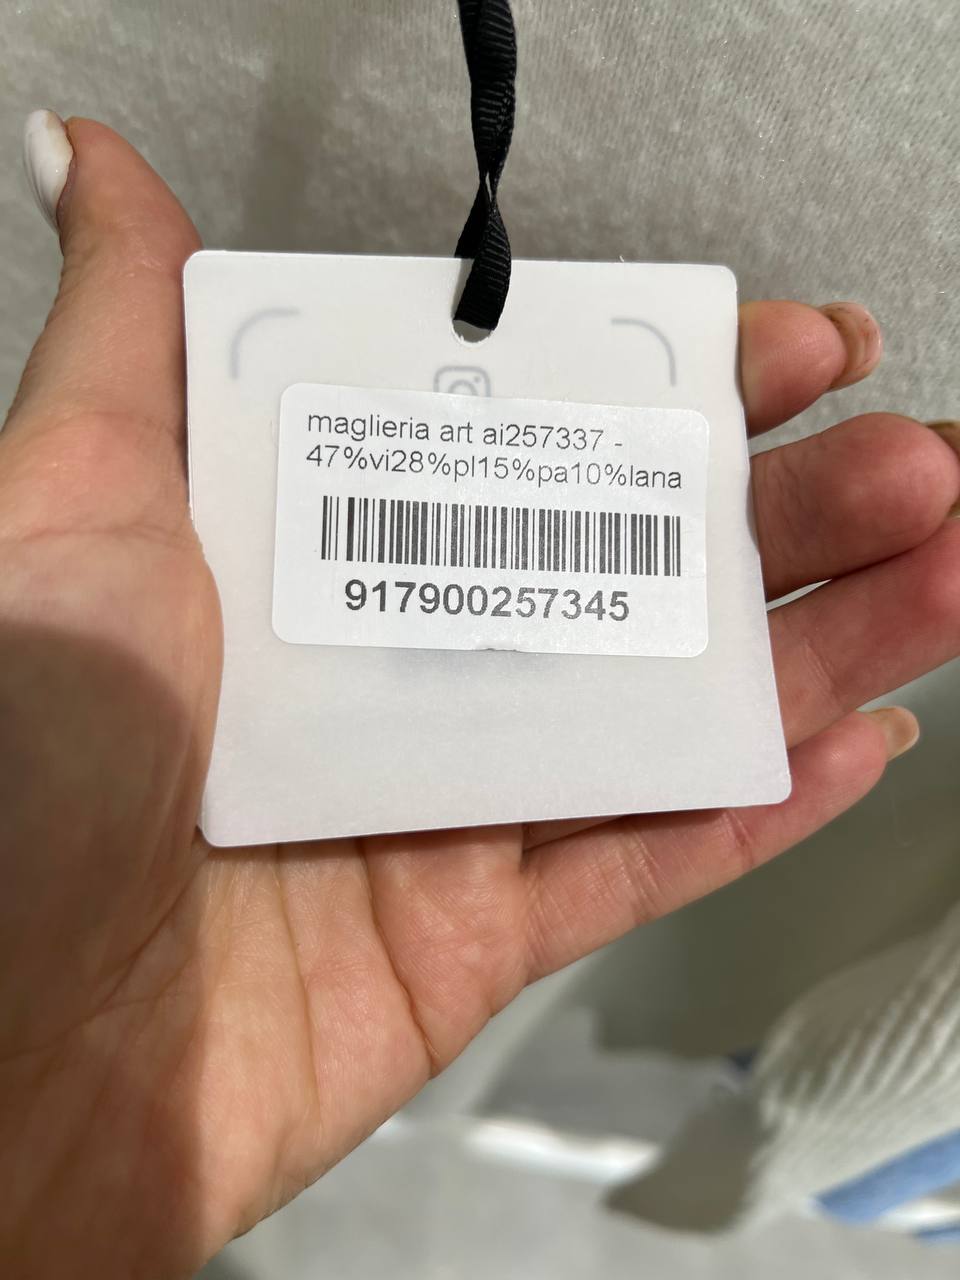 maglieria art ai257337 -
47%vi28%pl15%pa10%lana
917900257345